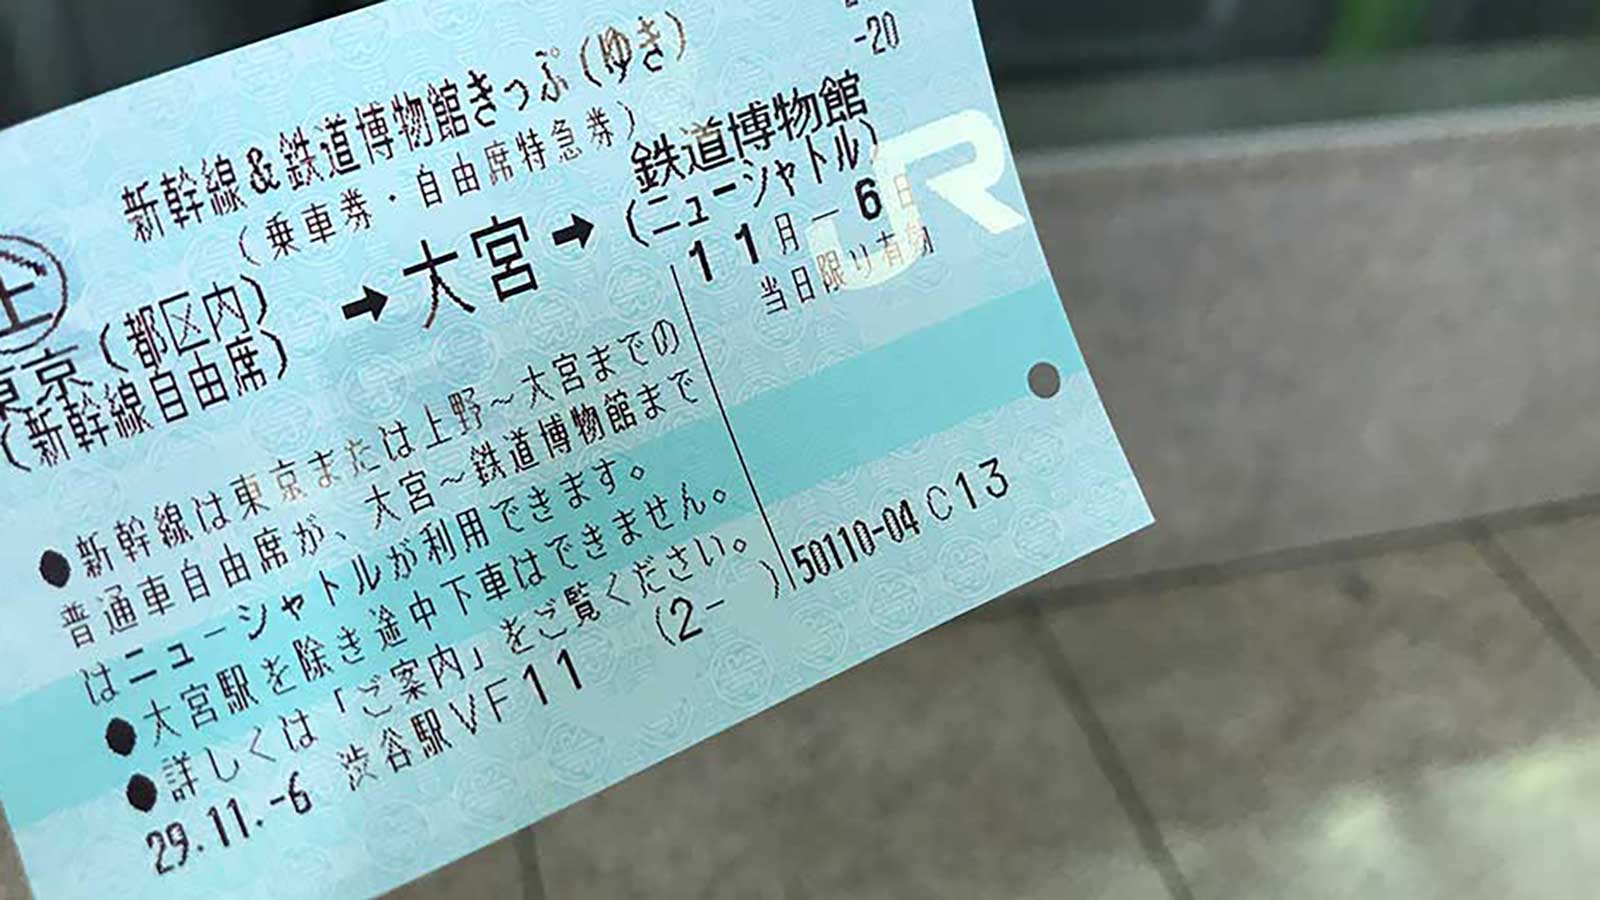 -20
新幹線&鉄道博物館きっぷ(ゆき)
(乗車券・自由席特急券)
上
東京(都区内)
(新幹線自由席)
➡大宮➡
鉄道博物館
(ニューシャトル)
11月-6日
当日限り有効
JR
●新幹線は東京または上野~大宮までの
普通車自由席が、大宮~鉄道博物館まで
はニューシャトルが利用できます。
●大宮駅を除き途中下車はできません。
●詳しくは「ご案内」をご覧ください。
29.11.-6 渋谷駅VF11 (2- )
50110-04 C13